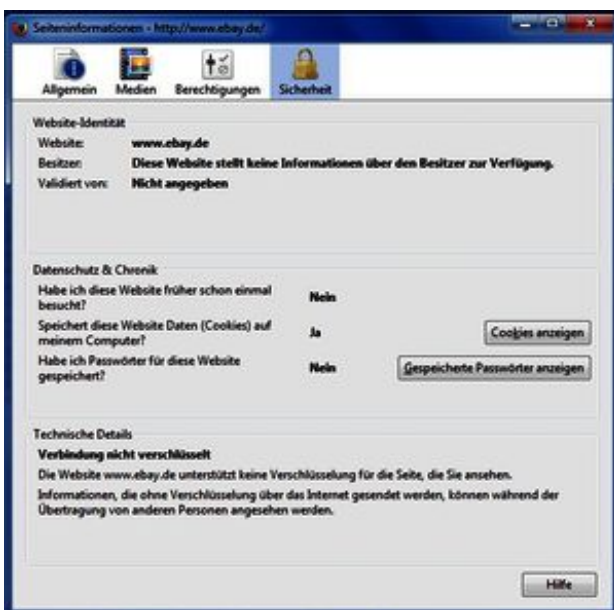 Seiteninformationen - http://www.ebay.de/
Allgemein Medien Berechtigungen Sicherheit
Website-Identität
Website: www.ebay.de
Besitzer: Diese Website stellt keine Informationen über den Besitzer zur Verfügung.
Validiert von: Nicht angegeben
Datenschutz & Chronik
Habe ich diese Website früher schon einmal
besucht? Nein
Speichert diese Website Daten (Cookies) auf
meinem Computer? Ja Cookies anzeigen
Habe ich Passwörter für diese Website
gespeichert? Nein Gespeicherte Passwörter anzeigen
Technische Details
Verbindung nicht verschlüsselt
Die Website www.ebay.de unterstützt keine Verschlüsselung für die Seite, die Sie ansehen.
Informationen, die ohne Verschlüsselung über das Internet gesendet werden, können während der
Übertragung von anderen Personen angesehen werden.
Hilfe